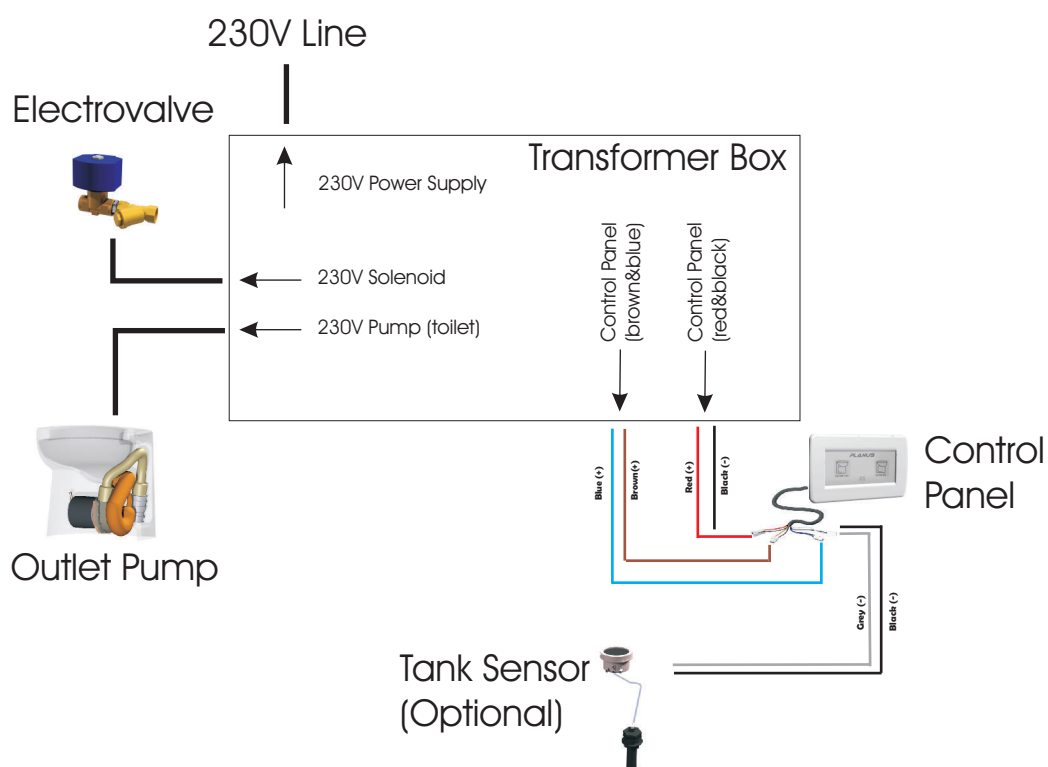 230V Line
Electrovalve
Transformer Box
230V Power Supply
Control Panel
(brown&blue)
Control Panel
(red&black)
230V Solenoid
230V Pump (toilet)
Blue (+)
Brown(+)
Red (+)
Black (-)
PLANUS
Control
Panel
Outlet Pump
Grey (-)
Black (-)
Tank Sensor
(Optional)